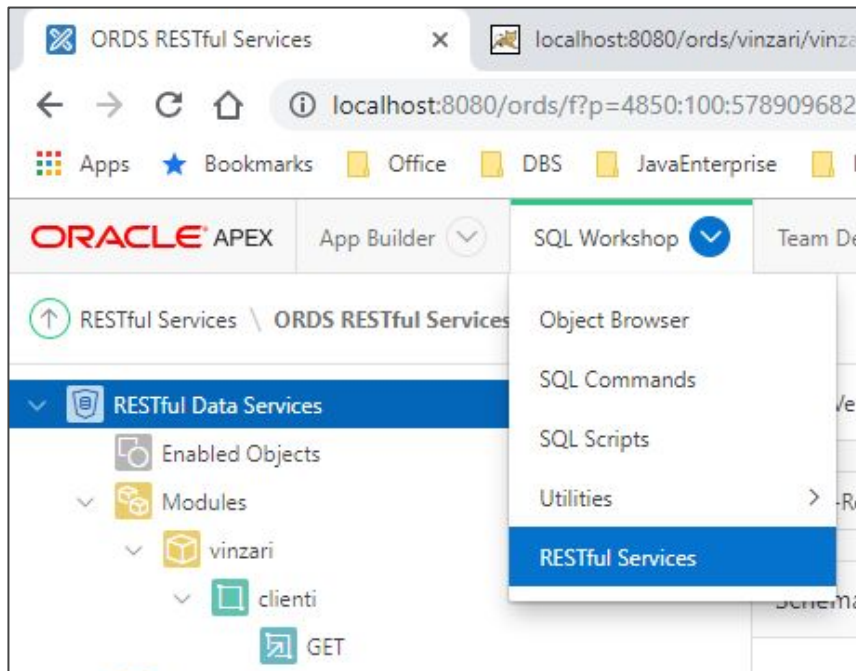 ORDS RESTful Services
localhost:8080/ords/vinzari/vinza
localhost:8080/ords/f?p=4850:100:578909682
Apps Bookmarks Office DBS JavaEnterprise
ORACLE APEX App Builder SQL Workshop Team De
RESTful Services \ ORDS RESTful Services
Object Browser
SQL Commands
SQL Scripts
Utilities
RESTful Services
RESTful Data Services
Enabled Objects
Modules
vinzari
clienti
GET
Schema